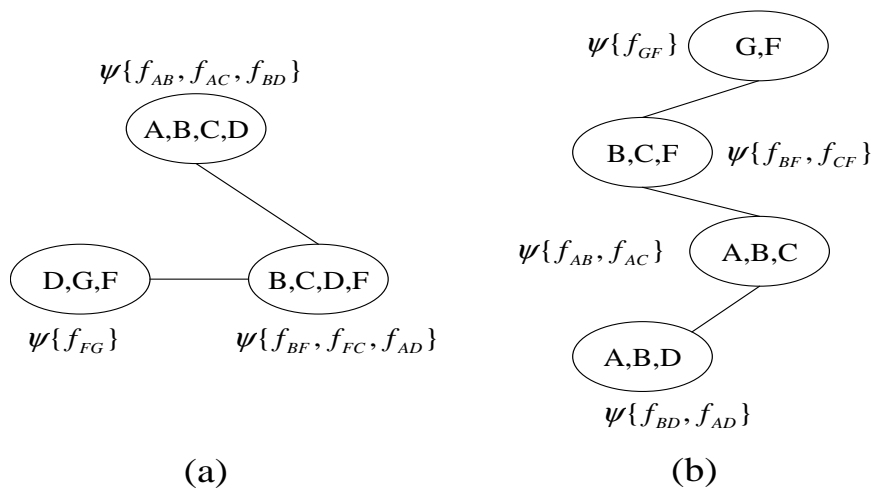 ψ{f_AB, f_AC, f_BD}
A,B,C,D
D,G,F
B,C,D,F
ψ{f_FG}
ψ{f_BF, f_FC, f_AD}
(a)
ψ{f_GF}
G,F
B,C,F
ψ{f_BF, f_CF}
ψ{f_AB, f_AC}
A,B,C
A,B,D
ψ{f_BD, f_AD}
(b)